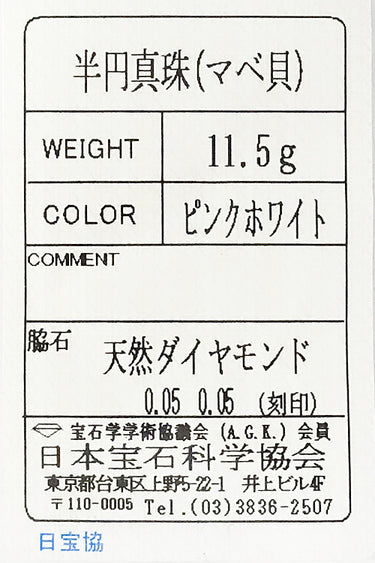 半円真珠(マベ貝)
WEIGHT 11.5g
COLOR ピンクホワイト
COMMENT
脇石 天然ダイヤモンド
0.05 0.05 (刻印)
宝石学学術協議会 (A.G.K.) 会員
日本宝石科学協会
東京都台東区上野5-22-1 井上ビル4F
〒110-0005 Tel.(03)3836-2507
日宝協